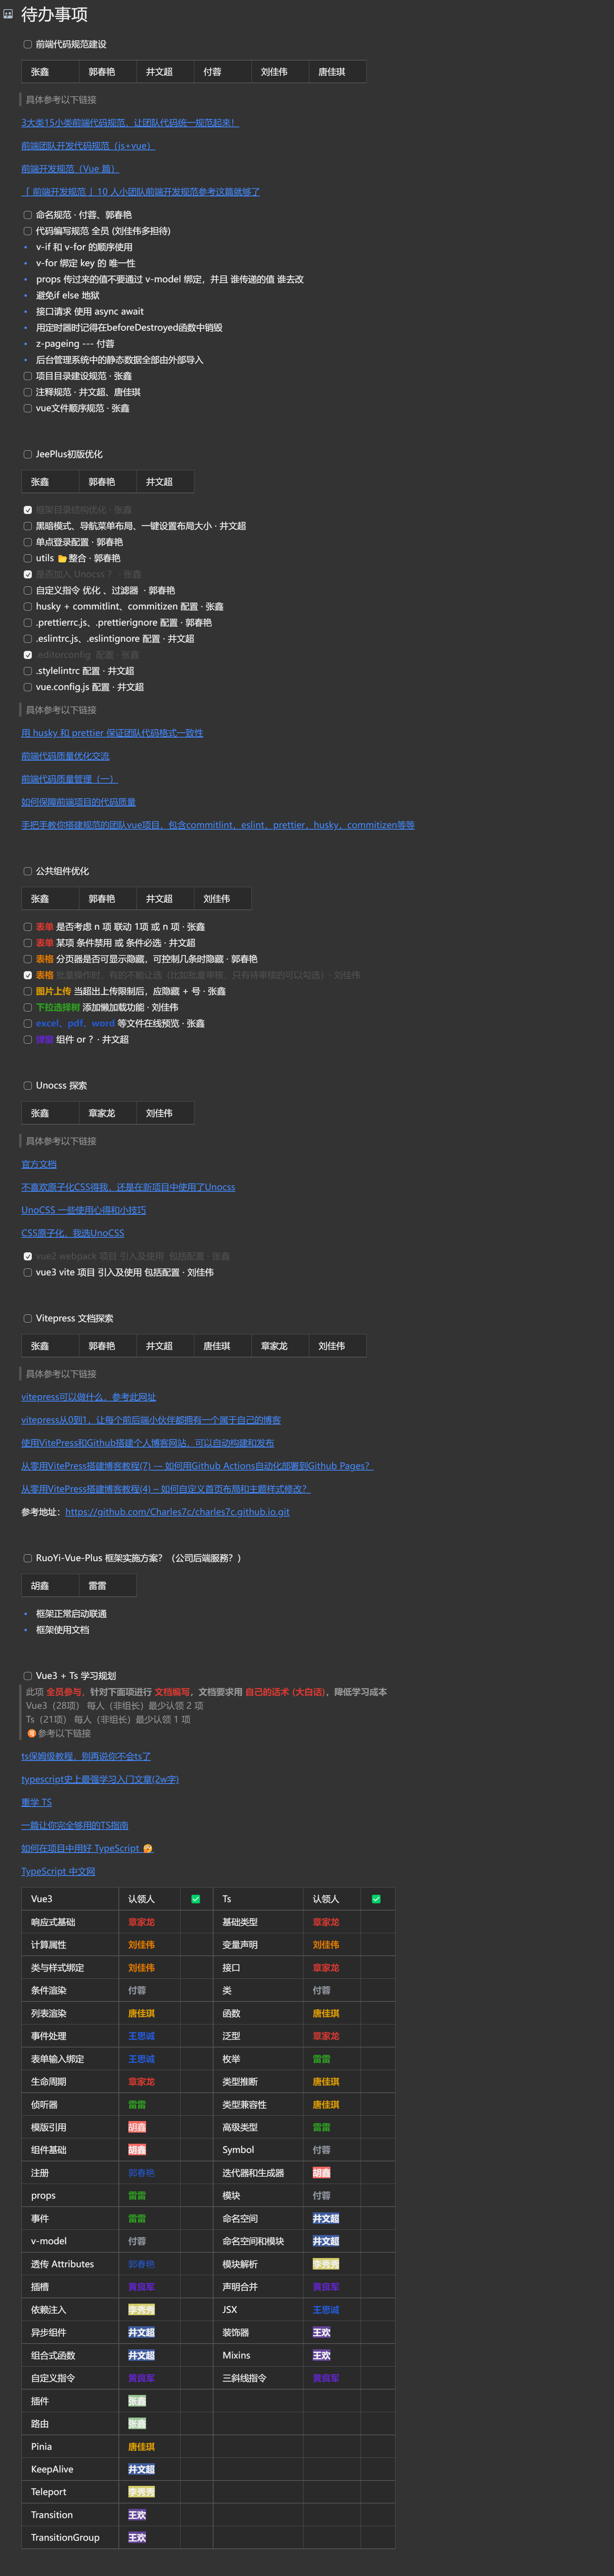 待办事项
前端代码规范建设
张鑫 郭春艳 井文超 付蓉 刘佳伟 唐佳琪
具体参考以下链接
3大类15小类前端代码规范，让团队代码统一规范起来！
前端团队开发代码规范（js+vue）
前端开发规范（Vue 篇）
「 前端开发规范 」10 人小团队前端开发规范参考这篇就够了
命名规范 · 付蓉、郭春艳
代码编写规范 全员 (刘佳伟多担待)
v-if 和 v-for 的顺序使用
v-for 绑定 key 的 唯一性
props 传过来的值不要通过 v-model 绑定，并且 谁传递的值 谁去改
避免if else 地狱
接口请求 使用 async await
用定时器时记得在beforeDestroyed函数中销毁
z-pageing --- 付蓉
后台管理系统中的静态数据全部由外部导入
项目目录建设规范 · 张鑫
注释规范 · 井文超、唐佳琪
vue文件顺序规范 · 张鑫
JeePlus初版优化
张鑫 郭春艳 井文超
框架目录结构优化 · 张鑫
黑暗模式、导航菜单布局、一键设置布局大小 · 井文超
单点登录配置 · 郭春艳
utils 📂整合 · 郭春艳
是否加入 Unocss ？ · 张鑫
自定义指令 优化 、过滤器 · 郭春艳
husky + commitlint、commitizen 配置 · 张鑫
.prettierrc.js、.prettierignore 配置 · 郭春艳
.eslintrc.js、.eslintignore 配置 · 井文超
.editorconfig 配置 · 张鑫
.stylelintrc 配置 · 井文超
vue.config.js 配置 · 井文超
具体参考以下链接
用 husky 和 prettier 保证团队代码格式一致性
前端代码质量优化交流
前端代码质量管理（一）
如何保障前端项目的代码质量
手把手教你搭建规范的团队vue项目，包含commitlint，eslint，prettier，husky，commitizen等等
公共组件优化
张鑫 郭春艳 井文超 刘佳伟
表单 是否考虑 n 项 联动 1项 或 n 项 · 张鑫
表单 某项 条件禁用 或 条件必选 · 井文超
表格 分页器是否可显示隐藏，可控制几条时隐藏 · 郭春艳
表格 批量操作时，有的不能让选（比如批量审核，只有待审核的可以勾选）· 刘佳伟
图片上传 当超出上传限制后，应隐藏 + 号 · 张鑫
下拉选择树 添加懒加载功能 · 刘佳伟
excel、pdf、word 等文件在线预览 · 张鑫
弹窗 组件 or ？ · 井文超
Unocss 探索
张鑫 章家龙 刘佳伟
具体参考以下链接
官方文档
不喜欢原子化CSS得我，还是在新项目中使用了Unocss
UnoCSS 一些使用心得和小技巧
CSS原子化，我选UnoCSS
vue2 webpack 项目 引入及使用 包括配置 · 张鑫
vue3 vite 项目 引入及使用 包括配置 · 刘佳伟
Vitepress 文档探索
张鑫 郭春艳 井文超 唐佳琪 章家龙 刘佳伟
具体参考以下链接
vitepress可以做什么，参考此网址
vitepress从0到1，让每个前后端小伙伴都拥有一个属于自己的博客
使用VitePress和Github搭建个人博客网站，可以自动构建和发布
从零用VitePress搭建博客教程(7) -– 如何用Github Actions自动化部署到Github Pages？
从零用VitePress搭建博客教程(4) – 如何自定义首页布局和主题样式修改？
参考地址：https://github.com/Charles7c/charles7c.github.io.git
RuoYi-Vue-Plus 框架实施方案？（公司后端服務？）
胡鑫 雷雷
框架正常启动联通
框架使用文档
Vue3 + Ts 学习规划
此项 全员参与，针对下面项进行 文档编写，文档要求用 自己的话术 (大白话)，降低学习成本
Vue3（28项） 每人（非组长）最少认领 2 项
Ts（21项） 每人（非组长）最少认领 1 项
参考以下链接
ts保姆级教程，别再说你不会ts了
typescript史上最强学习入门文章(2w字)
重学 TS
一篇让你完全够用的TS指南
如何在项目中用好 TypeScript
TypeScript 中文网
Vue3 认领人 ✅ Ts 认领人 ✅
响应式基础 章家龙 基础类型 章家龙
计算属性 刘佳伟 变量声明 刘佳伟
类与样式绑定 刘佳伟 接口 章家龙
条件渲染 付蓉 类 付蓉
列表渲染 唐佳琪 函数 唐佳琪
事件处理 王思诚 泛型 章家龙
表单输入绑定 王思诚 枚举 雷雷
生命周期 章家龙 类型推断 唐佳琪
侦听器 雷雷 类型兼容性 唐佳琪
模版引用 胡鑫 高级类型 雷雷
组件基础 胡鑫 Symbol 付蓉
注册 郭春艳 迭代器和生成器 胡鑫
props 雷雷 模块 付蓉
事件 雷雷 命名空间 井文超
v-model 付蓉 命名空间和模块 井文超
透传 Attributes 郭春艳 模块解析 李秀秀
插槽 黄良军 声明合并 黄良军
依赖注入 李秀秀 JSX 王思诚
异步组件 井文超 装饰器 王欢
组合式函数 井文超 Mixins 王欢
自定义指令 黄良军 三斜线指令 黄良军
插件 张鑫
路由 张鑫
Pinia 唐佳琪
KeepAlive 井文超
Teleport 李秀秀
Transition 王欢
TransitionGroup 王欢